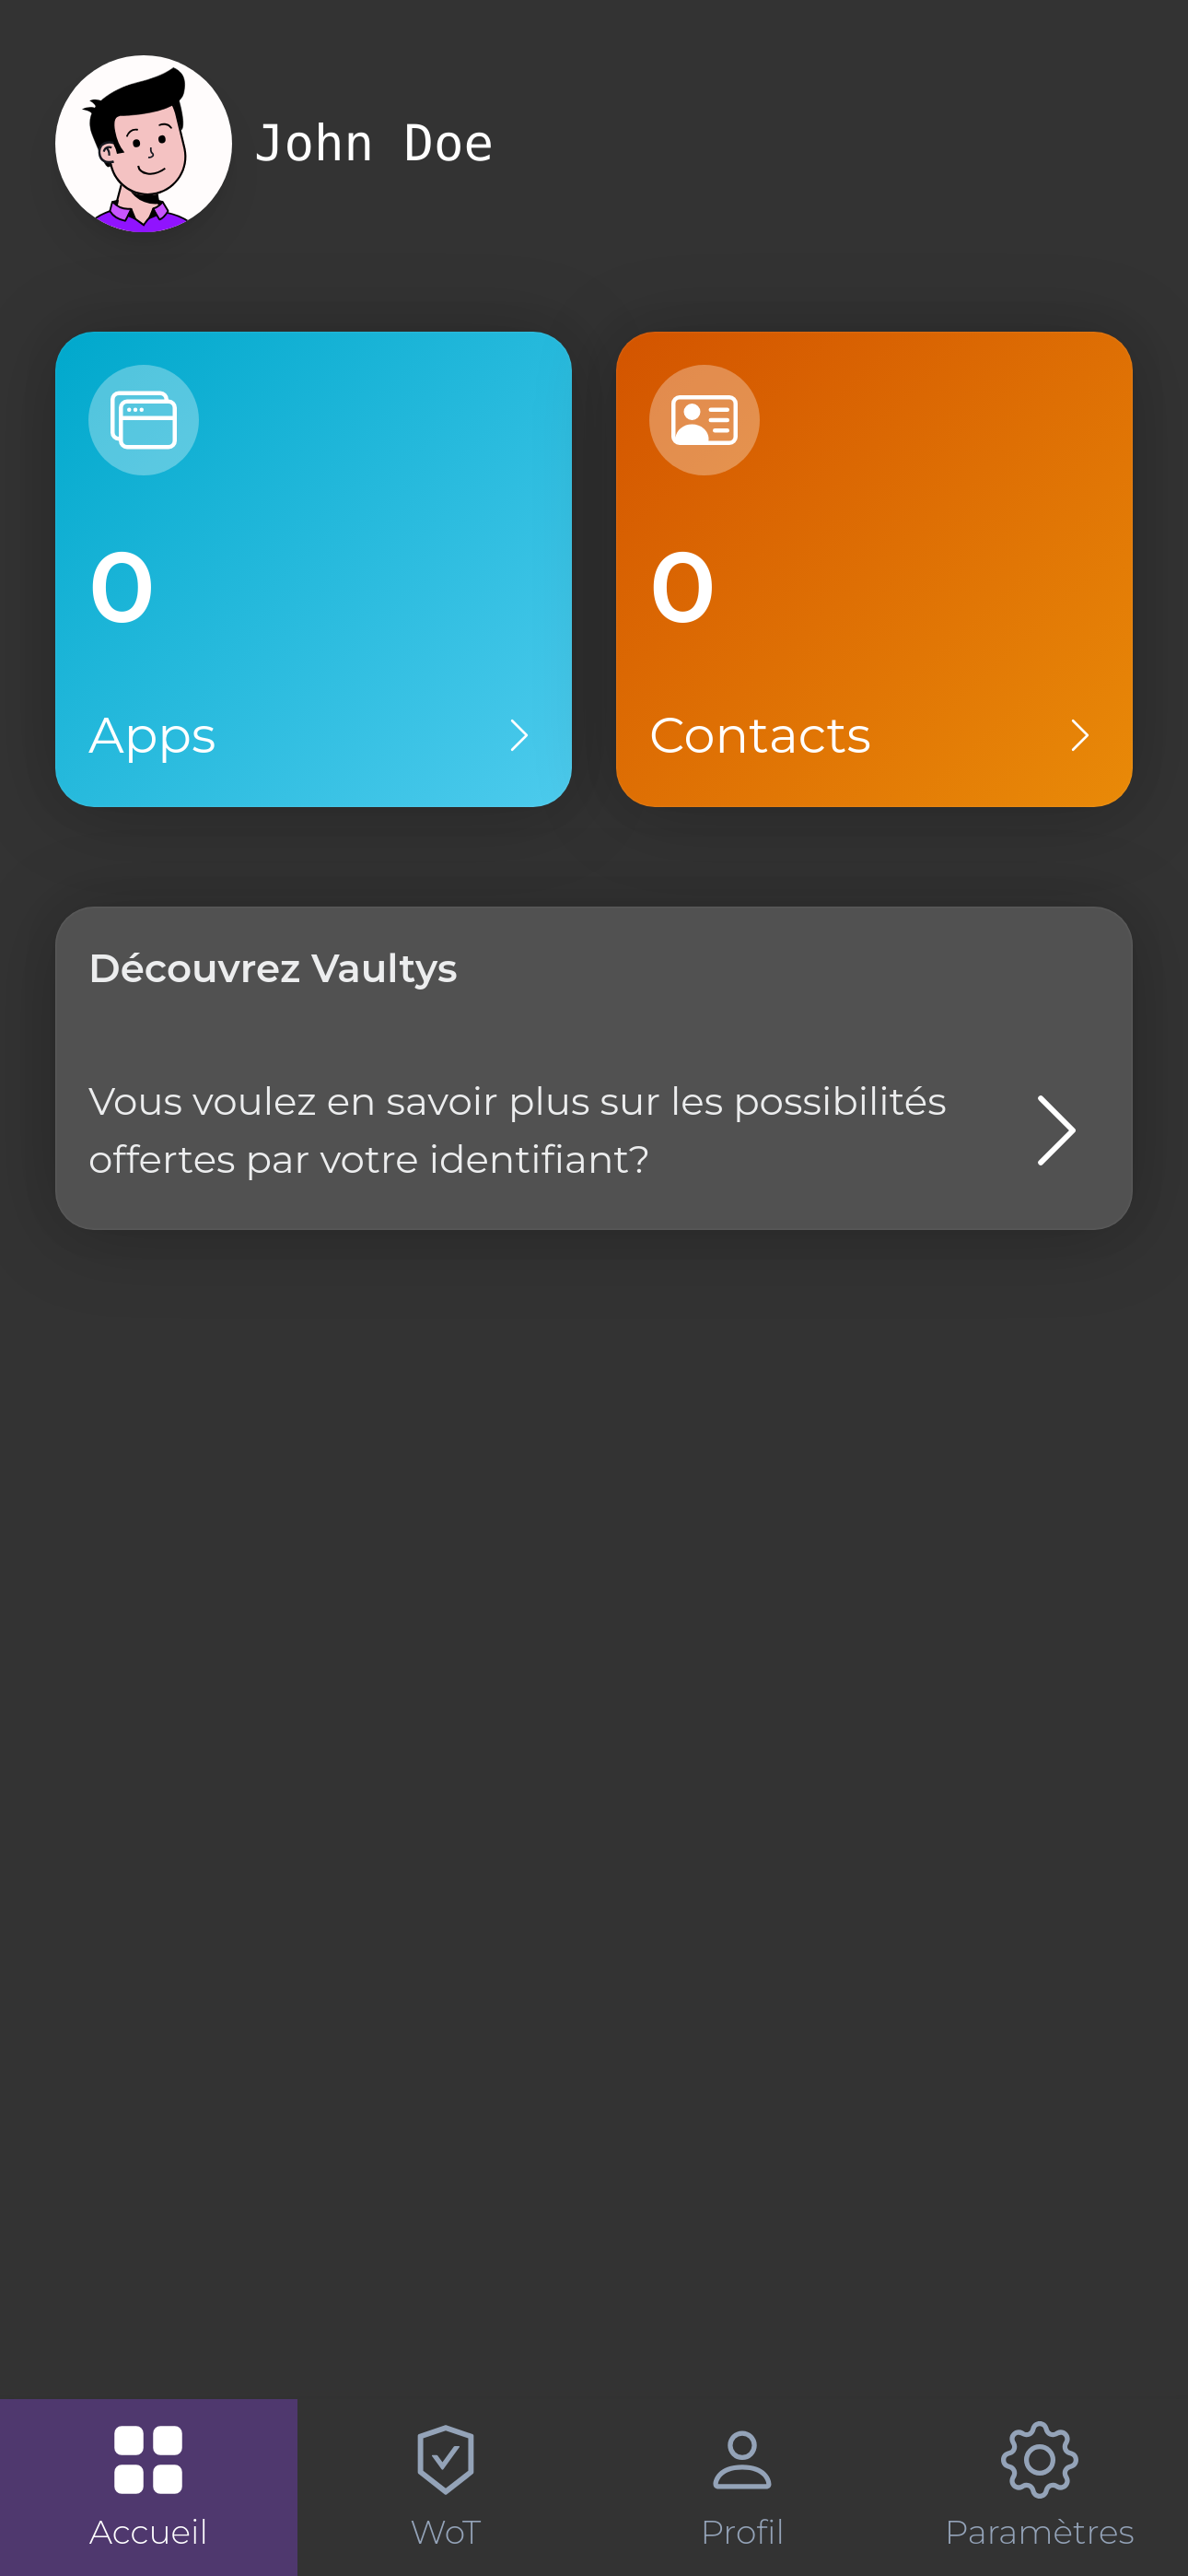 John Doe
0
Apps
0
Contacts
Découvrez Vaultys
Vous voulez en savoir plus sur les possibilités
offertes par votre identifiant?
Accueil
WoT
Profil
Paramètres